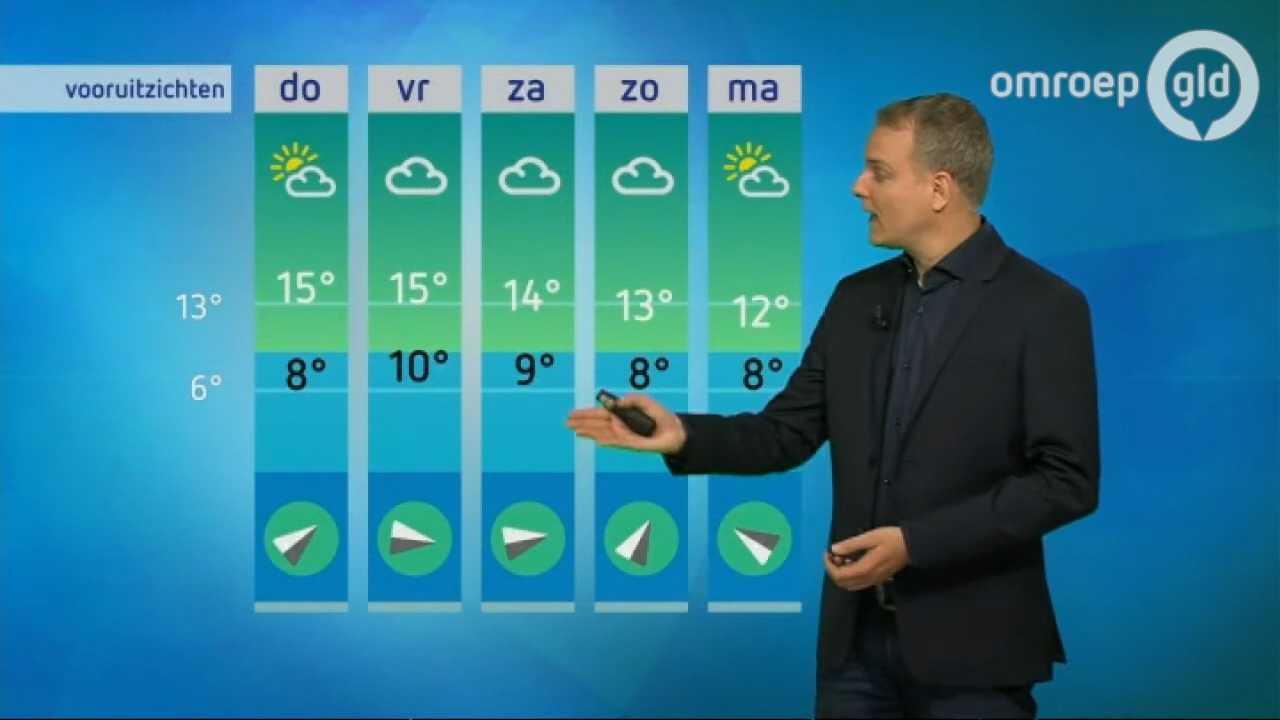 omroep gld
vooruitzichten do vr za zo ma
15° 15° 14° 13° 12°
13°
8° 10° 9° 8° 8°
6°